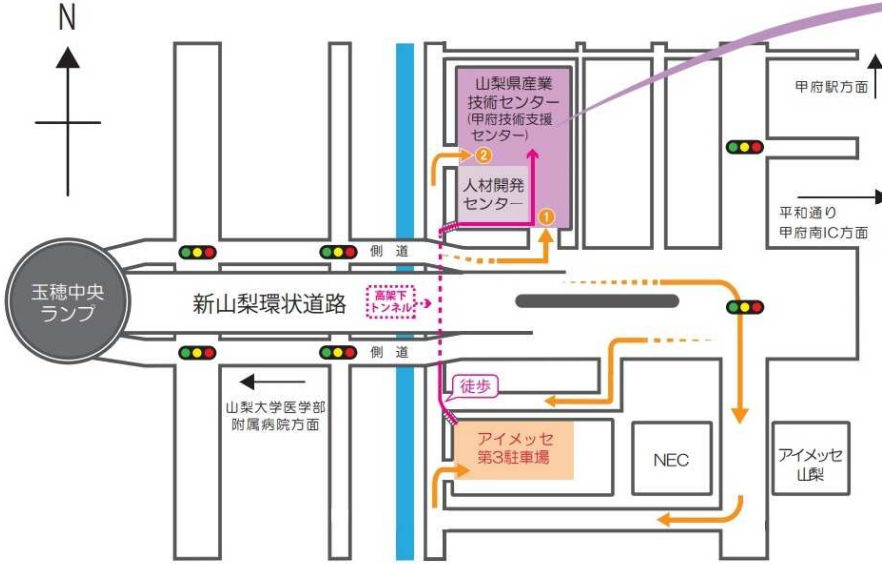 N
山梨県産業
技術センター
(甲府技術支援
センター)
甲府駅方面
②
人材開発
センター
①
平和通り
甲府南IC方面
側 道
玉穂中央
ランプ
新山梨環状道路
高架下
トンネル
側 道
徒歩
山梨大学医学部
附属病院方面
アイメッセ
第3駐車場
NEC
アイメッセ
山梨